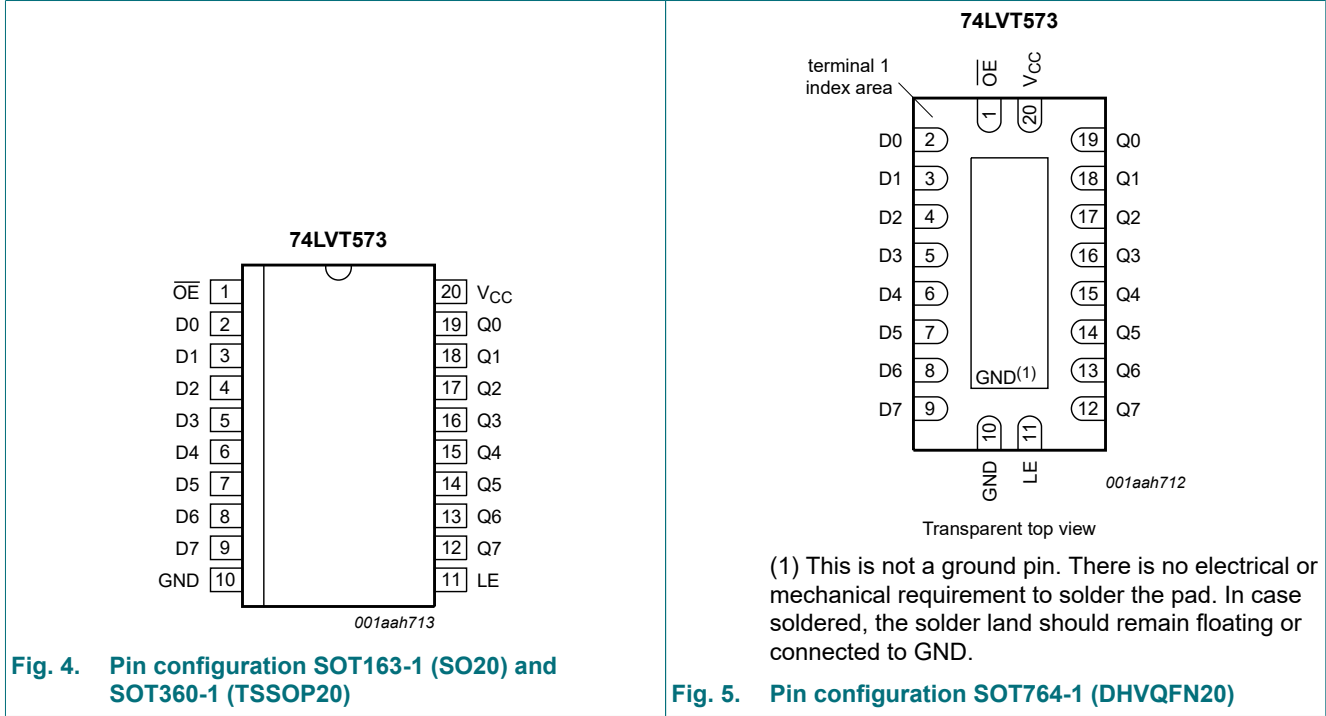 74LVT573
OE 1 20 VCC
D0 2 19 Q0
D1 3 18 Q1
D2 4 17 Q2
D3 5 16 Q3
D4 6 15 Q4
D5 7 14 Q5
D6 8 13 Q6
D7 9 12 Q7
GND 10 11 LE
001aah713
Fig. 4. Pin configuration SOT163-1 (SO20) and
SOT360-1 (TSSOP20)
74LVT573
terminal 1
index area
OE VCC
1 20
D0 2 19 Q0
D1 3 18 Q1
D2 4 17 Q2
D3 5 16 Q3
D4 6 15 Q4
D5 7 14 Q5
D6 8 GND(1) 13 Q6
D7 9 12 Q7
10 11
GND LE
001aah712
Transparent top view
(1) This is not a ground pin. There is no electrical or
mechanical requirement to solder the pad. In case
soldered, the solder land should remain floating or
connected to GND.
Fig. 5. Pin configuration SOT764-1 (DHVQFN20)